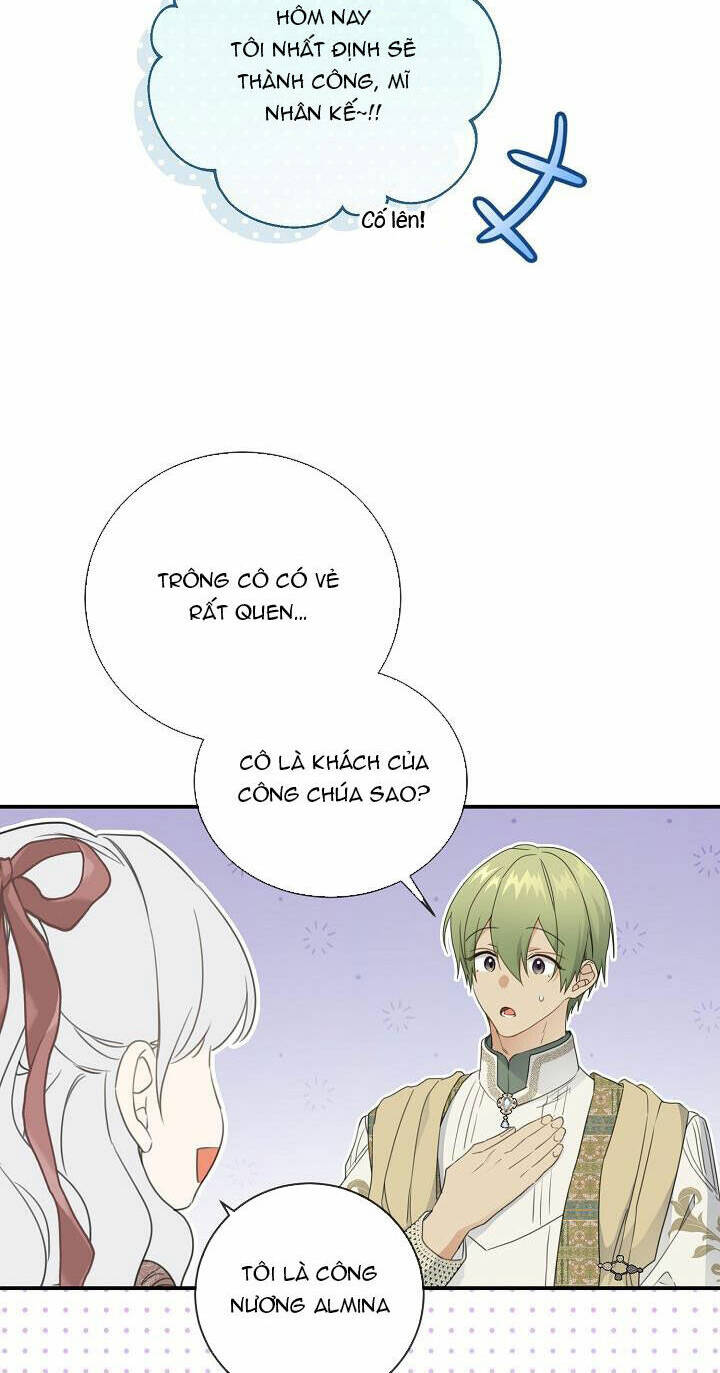 HÔM NAY
TÔI NHẤT ĐỊNH SẼ
THÀNH CÔNG, MĨ
NHÂN KẾ~!!
Cố lên!
TRÔNG CÔ CÓ VẺ
RẤT QUEN...
CÔ LÀ KHÁCH CỦA
CÔNG CHÚA SAO?
TÔI LÀ CÔNG
NƯƠNG ALMINA